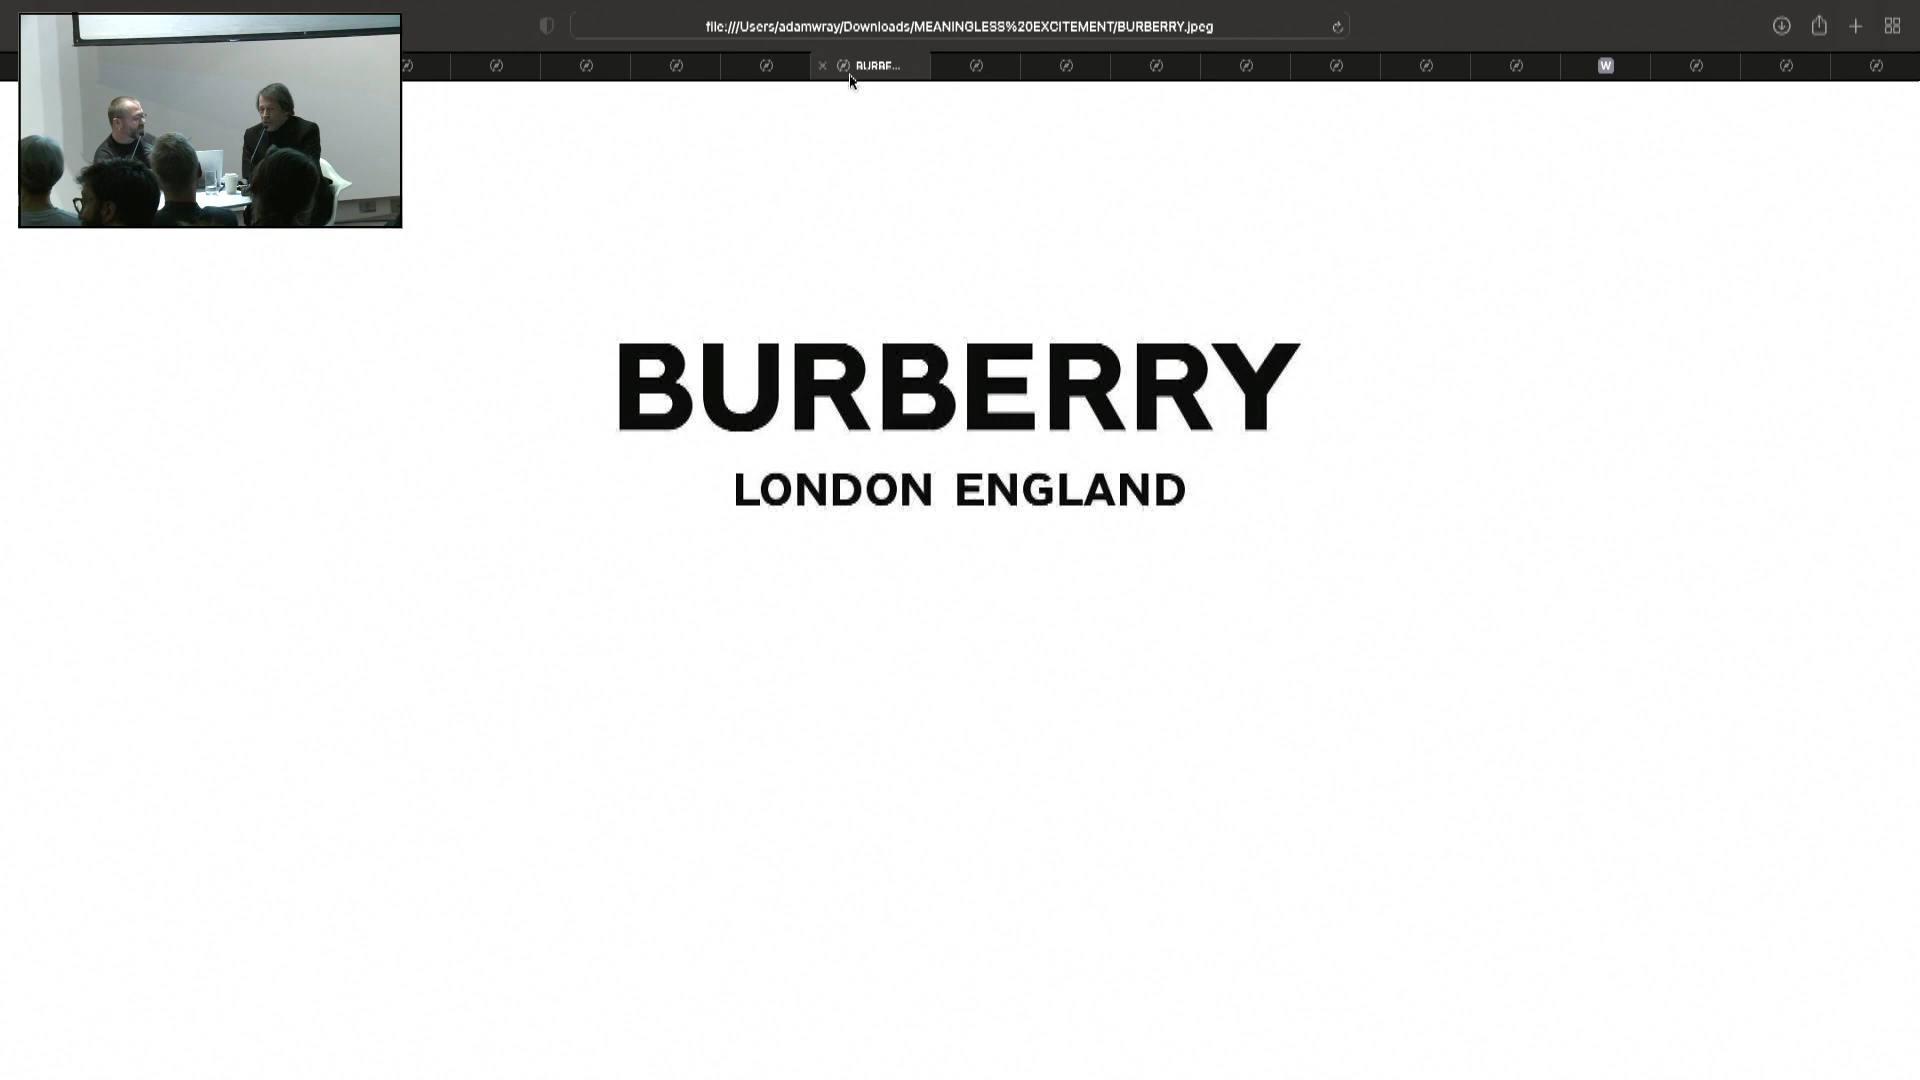 file:///Users/adamwray/Downloads/MEANINGLESS%20EXCITEMENT/BURBERRY.jpeg
BURBE...
W
BURBERRY
LONDON ENGLAND